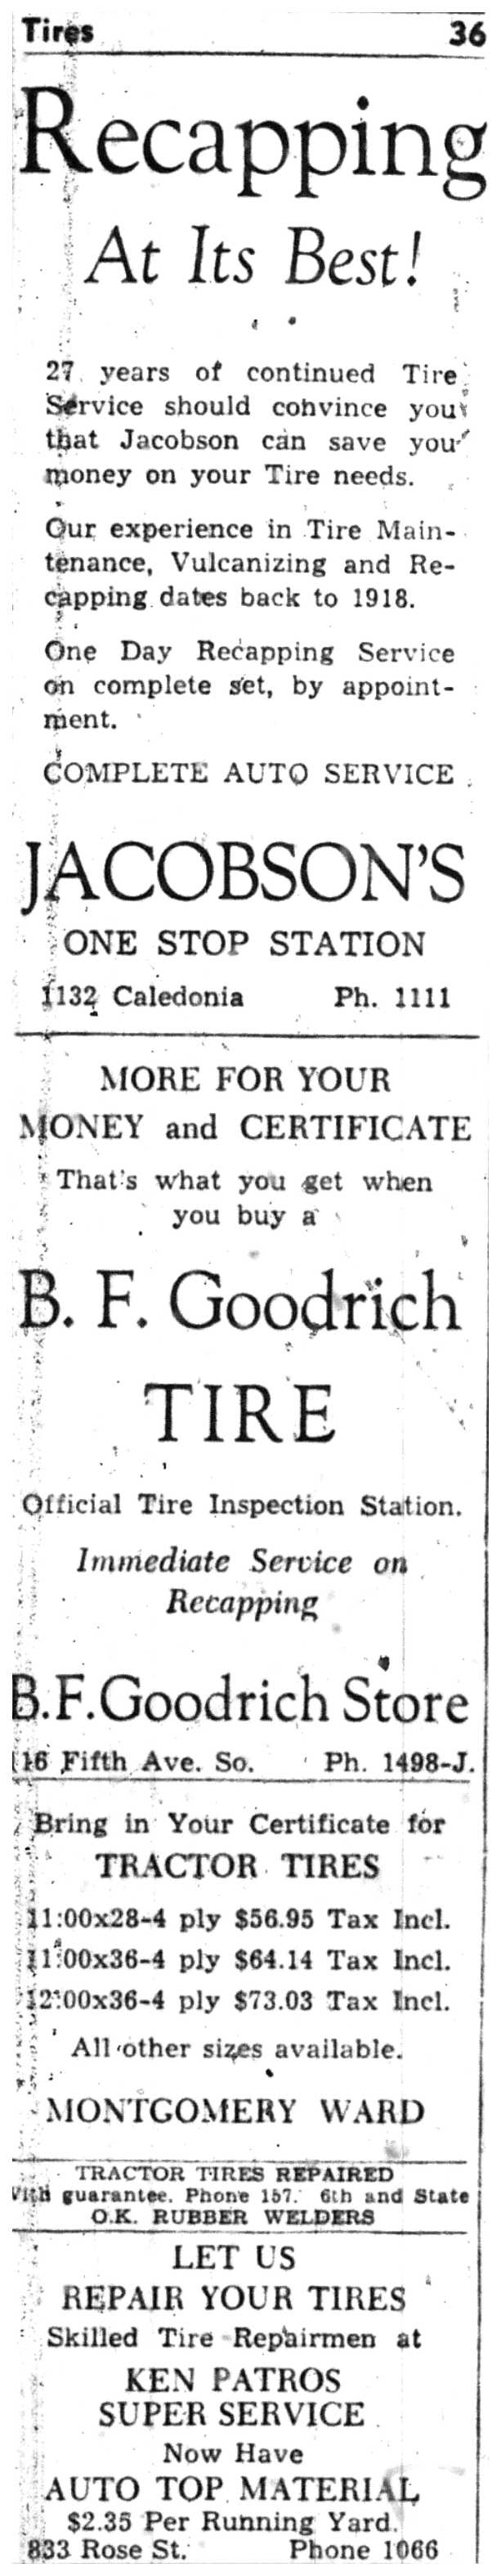 Tires 36
Recapping
At Its Best!
27 years of continued Tire
Service should convince you
that Jacobson can save you
money on your Tire needs.
Our experience in Tire Main-
tenance, Vulcanizing and Re-
capping dates back to 1918.
One Day Recapping Service
on complete set, by appoint-
ment.
COMPLETE AUTO SERVICE
JACOBSON'S
ONE STOP STATION
1132 Caledonia Ph. 1111
MORE FOR YOUR
MONEY and CERTIFICATE
That's what you get when
you buy a
B. F. Goodrich
TIRE
Official Tire Inspection Station.
Immediate Service on
Recapping
B.F.Goodrich Store
116 Fifth Ave. So. Ph. 1498-J.
Bring in Your Certificate for
TRACTOR TIRES
11:00x28-4 ply $56.95 Tax Incl.
11:00x36-4 ply $64.14 Tax Incl.
12:00x36-4 ply $73.03 Tax Incl.
All other sizes available.
MONTGOMERY WARD
TRACTOR TIRES REPAIRED
With guarantee. Phone 157. 6th and State
O.K. RUBBER WELDERS
LET US
REPAIR YOUR TIRES
Skilled Tire Repairmen at
KEN PATROS
SUPER SERVICE
Now Have
AUTO TOP MATERIAL
$2.35 Per Running Yard.
833 Rose St. Phone 1066